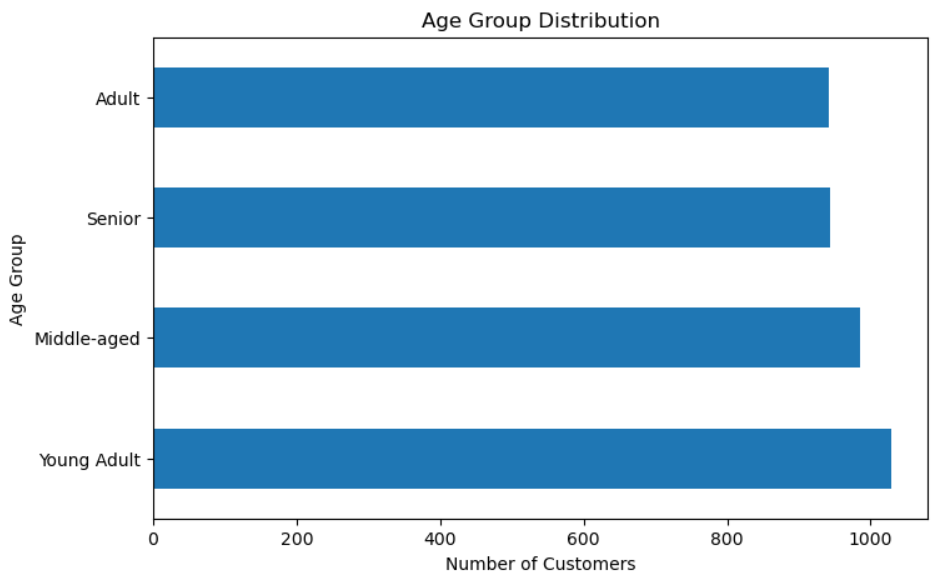 Age Group Distribution
Age Group
Adult
Senior
Middle-aged
Young Adult
0 200 400 600 800 1000
Number of Customers